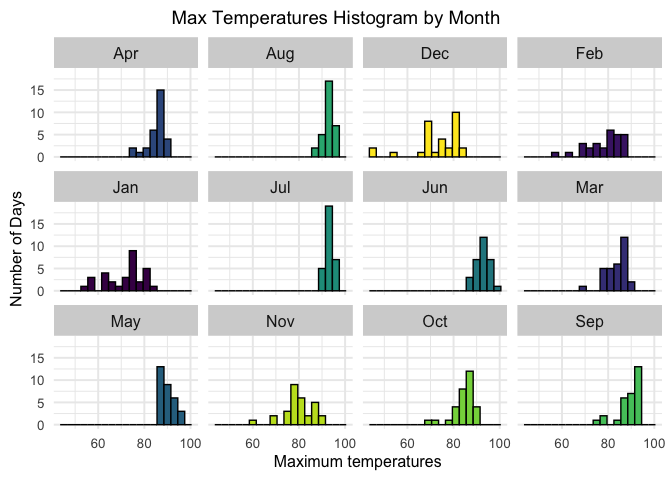 Max Temperatures Histogram by Month
Apr Aug Dec Feb
15
10
5
0
Jan Jul Jun Mar
15
10
5
0
May Nov Oct Sep
15
10
5
0
60 80 100 60 80 100 60 80 100 60 80 100
Number of Days
Maximum temperatures